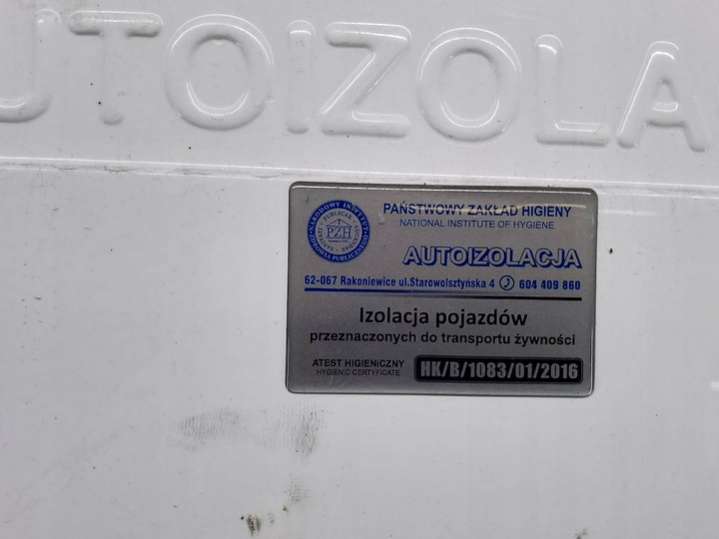 UTOIZOLA
PAŃSTWOWY ZAKŁAD HIGIENY
NATIONAL INSTITUTE OF HYGIENE
PZH
AUTOIZOLACJA
62-067 Rakoniewice ul.Starowolsztyńska 4 604 409 860
Izolacja pojazdów
przeznaczonych do transportu żywności
ATEST HIGIENICZNY
HYGIENIC CERTIFICATE
HK/B/1083/01/2016